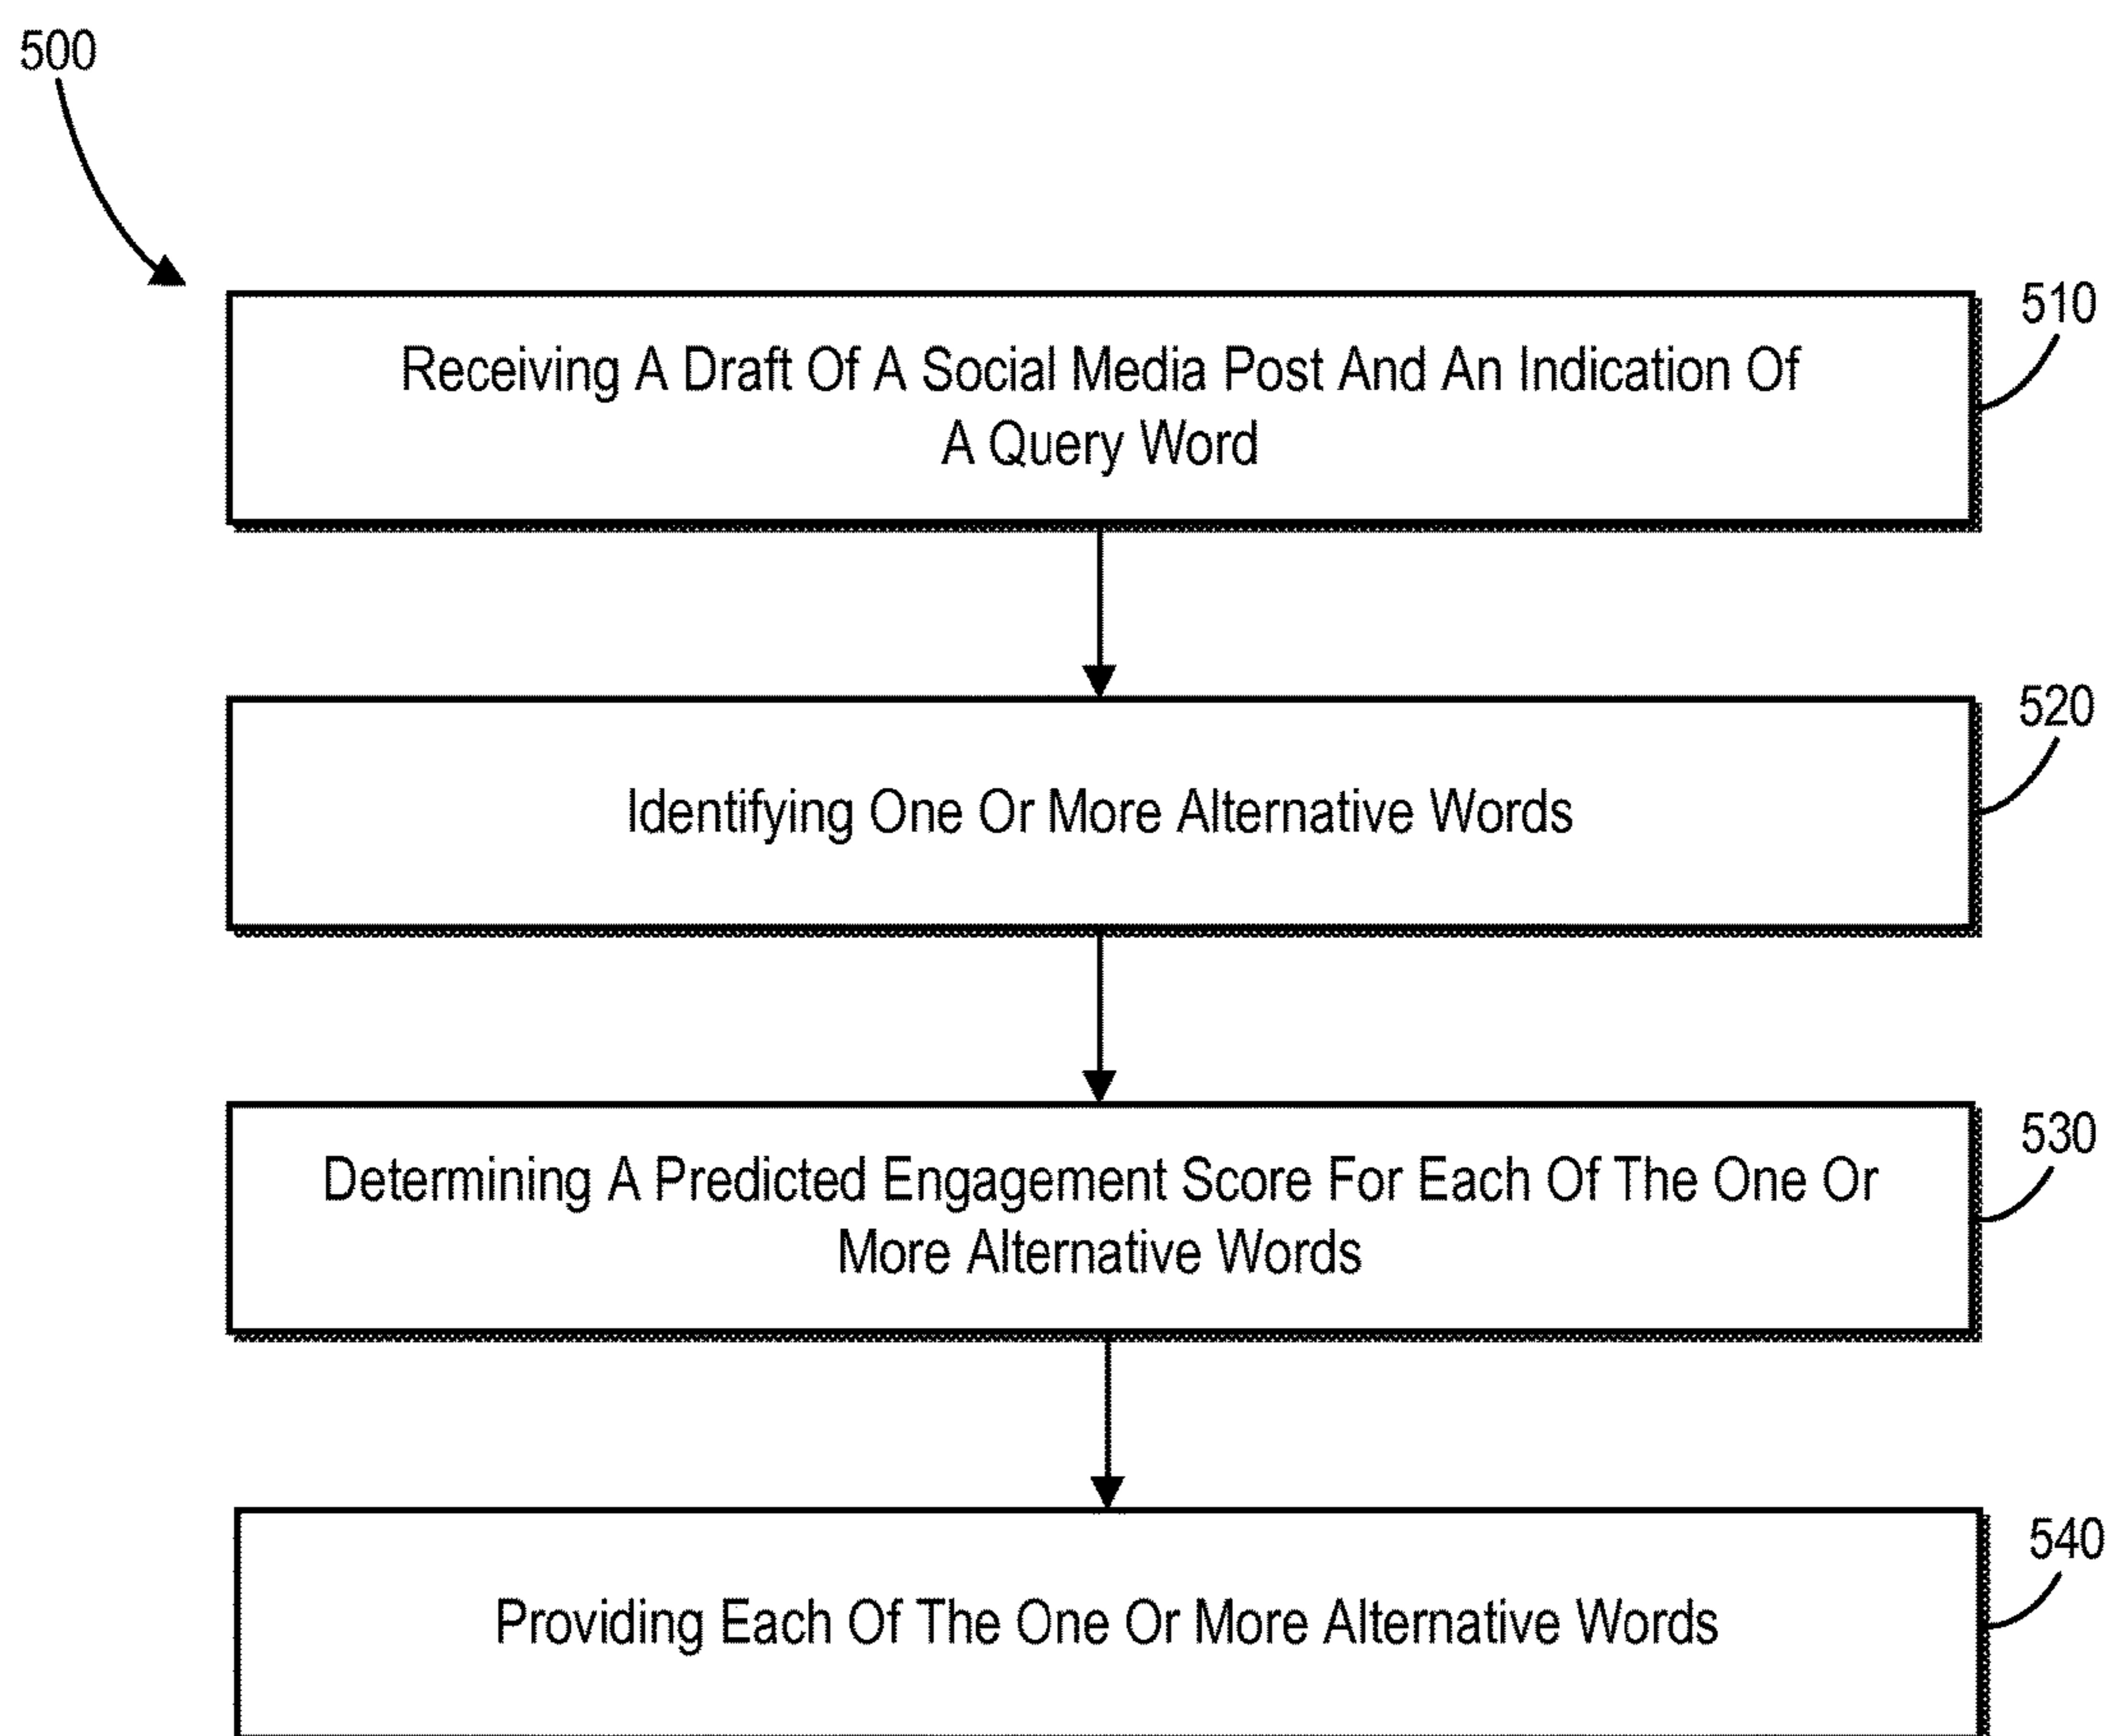 500
510
Receiving A Draft Of A Social Media Post And An Indication Of
A Query Word
520
Identifying One Or More Alternative Words
530
Determining A Predicted Engagement Score For Each Of The One Or
More Alternative Words
540
Providing Each Of The One Or More Alternative Words